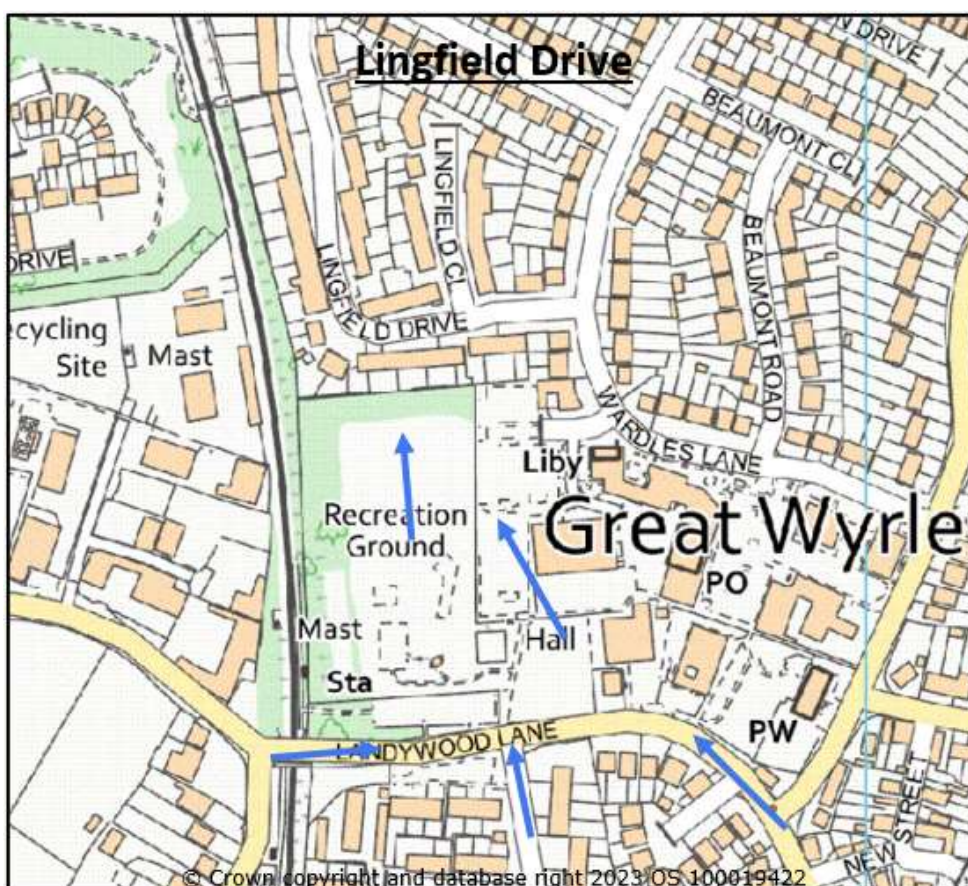 Lingfield Drive
N DRIVE
BEAUMONT CL
LINGFIELD CL
BEAUMONT ROAD
DRIVE
LINGFIELD DRIVE
ecycling
Site
Mast
WARDLES LANE
Liby
Great Wyrle
Recreation
Ground
PO
Mast
Hall
Sta
PW
LANDYWOOD LANE
NEW STREET
© Crown copyright and database right 2023 OS 100019422